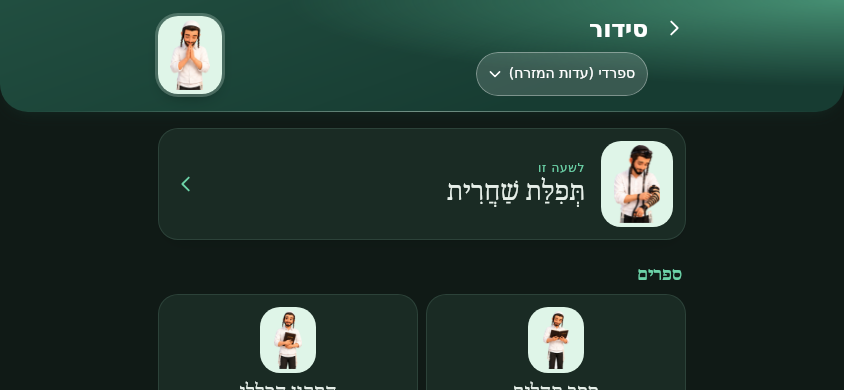 סידור
ספרדי (עדות המזרח)
לשעה זו
תְּפִלַּת שַׁחֲרִית
ספרים